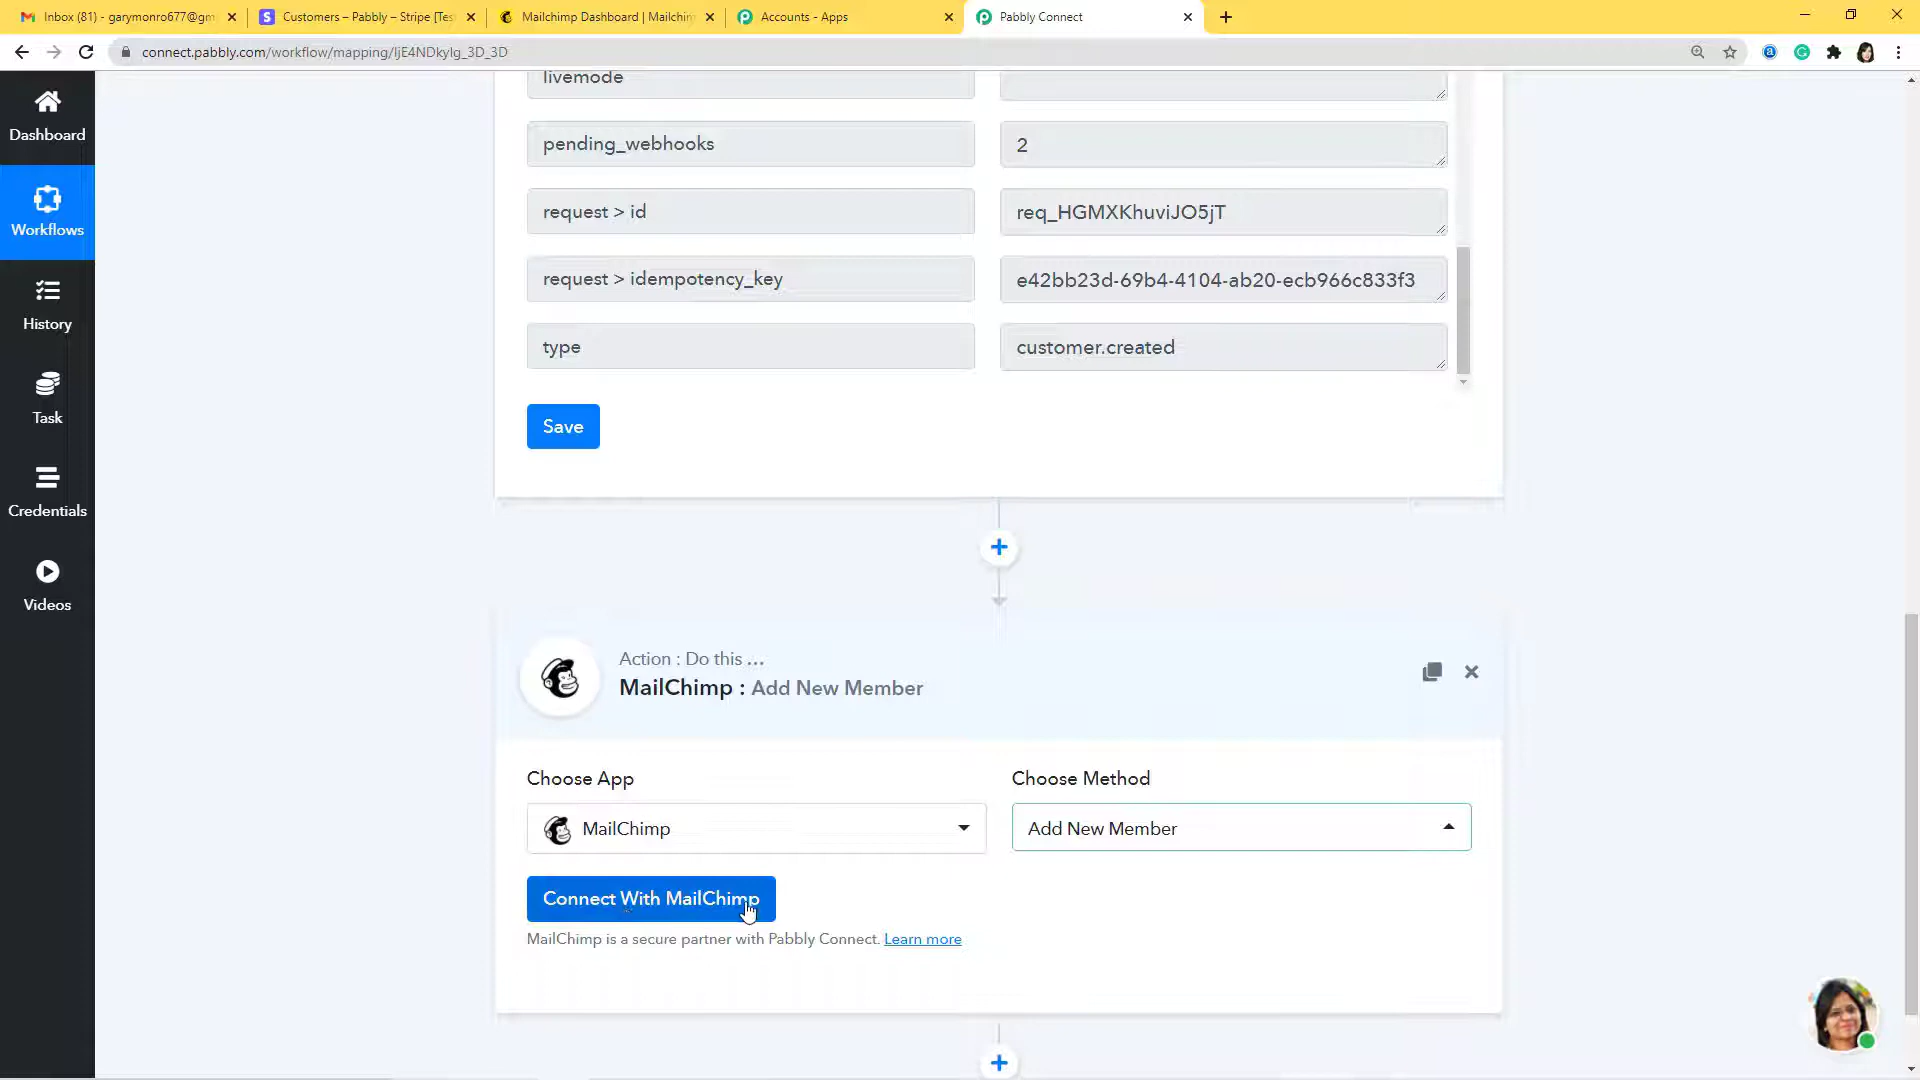 Inbox (81) - garymonro677@gm
Customers – Pabbly – Stripe [Tes
Mailchimp Dashboard | Mailchim
Accounts - Apps
Pabbly Connect
connect.pabbly.com/workflow/mapping/IjE4NDkyIg_3D_3D
Dashboard
Workflows
History
Task
Credentials
Videos
livemode
pending_webhooks
2
request > id
req_HGMXKhuviJO5jT
request > idempotency_key
e42bb23d-69b4-4104-ab20-ecb966c833f3
type
customer.created
Save
Action : Do this ...
MailChimp : Add New Member
Choose App
Choose Method
MailChimp
Add New Member
Connect With MailChimp
MailChimp is a secure partner with Pabbly Connect. Learn more